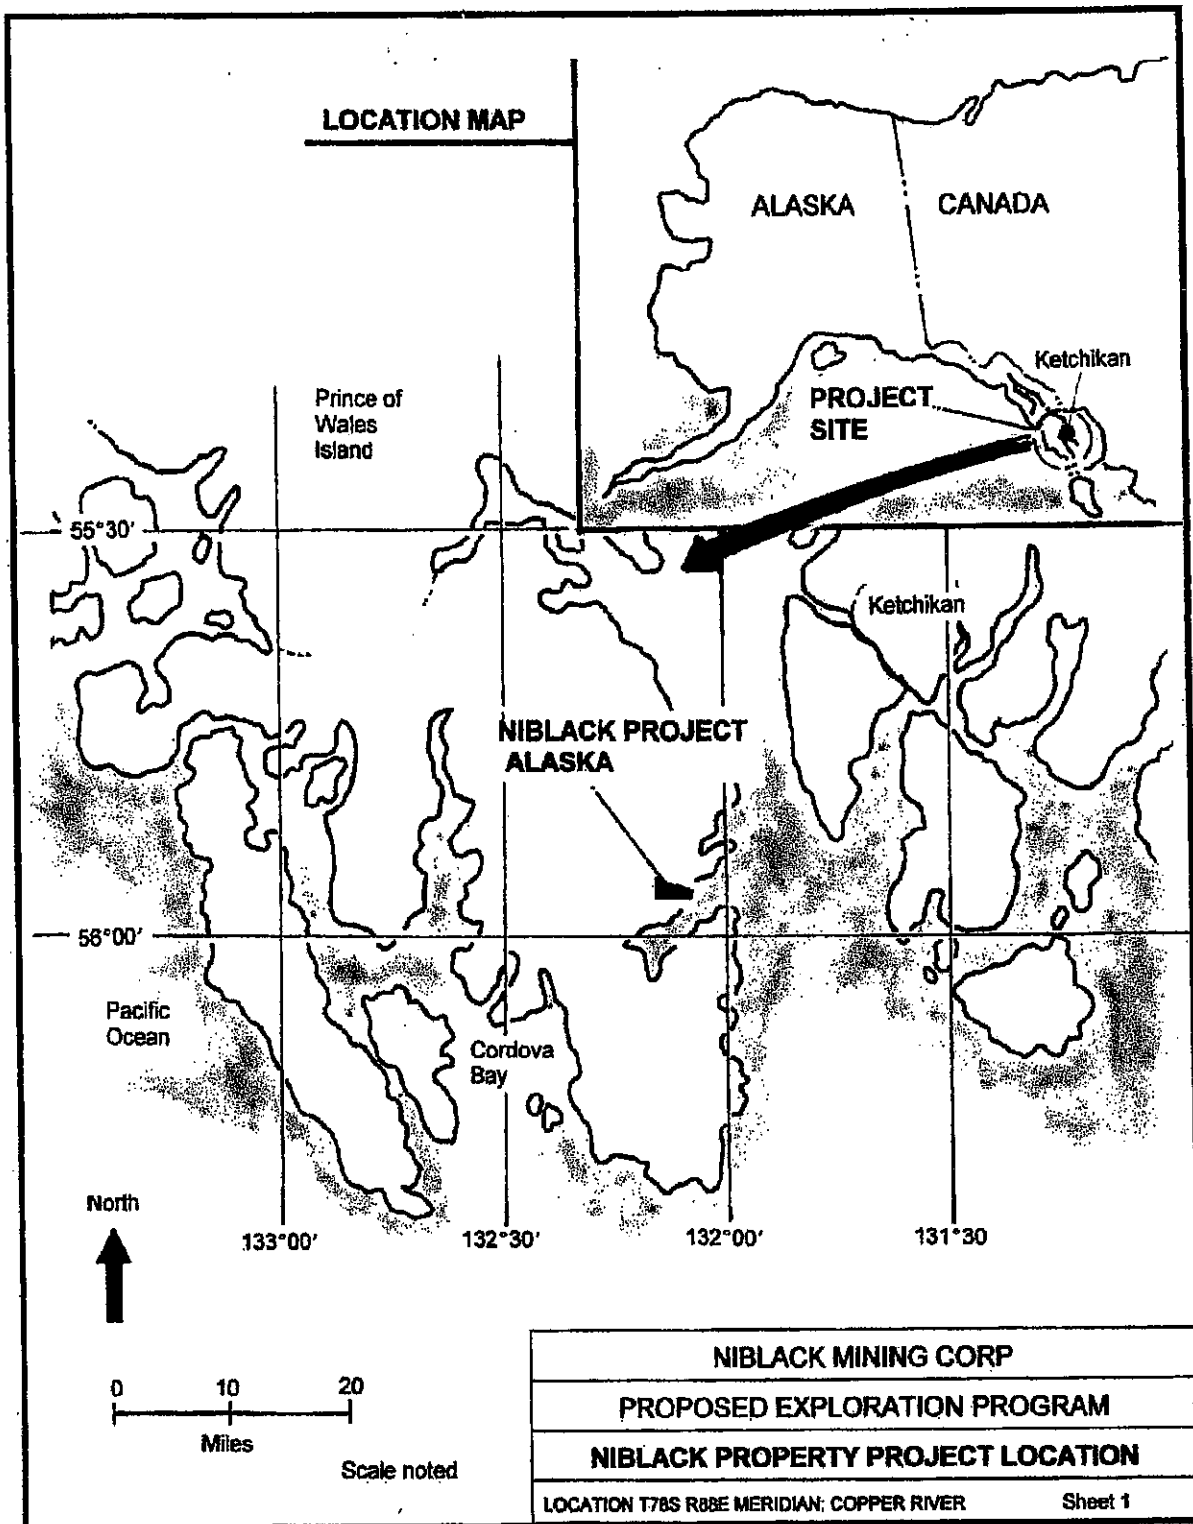 LOCATION MAP
ALASKA
CANADA
Ketchikan
PROJECT
SITE
Prince of
Wales
Island
55°30'
Ketchikan
NIBLACK PROJECT
ALASKA
56°00'
Pacific
Ocean
Cordova
Bay
North
133°00'
132°30'
132°00'
131°30
0 10 20
Miles
Scale noted
NIBLACK MINING CORP
PROPOSED EXPLORATION PROGRAM
NIBLACK PROPERTY PROJECT LOCATION
LOCATION T78S R88E MERIDIAN: COPPER RIVER Sheet 1